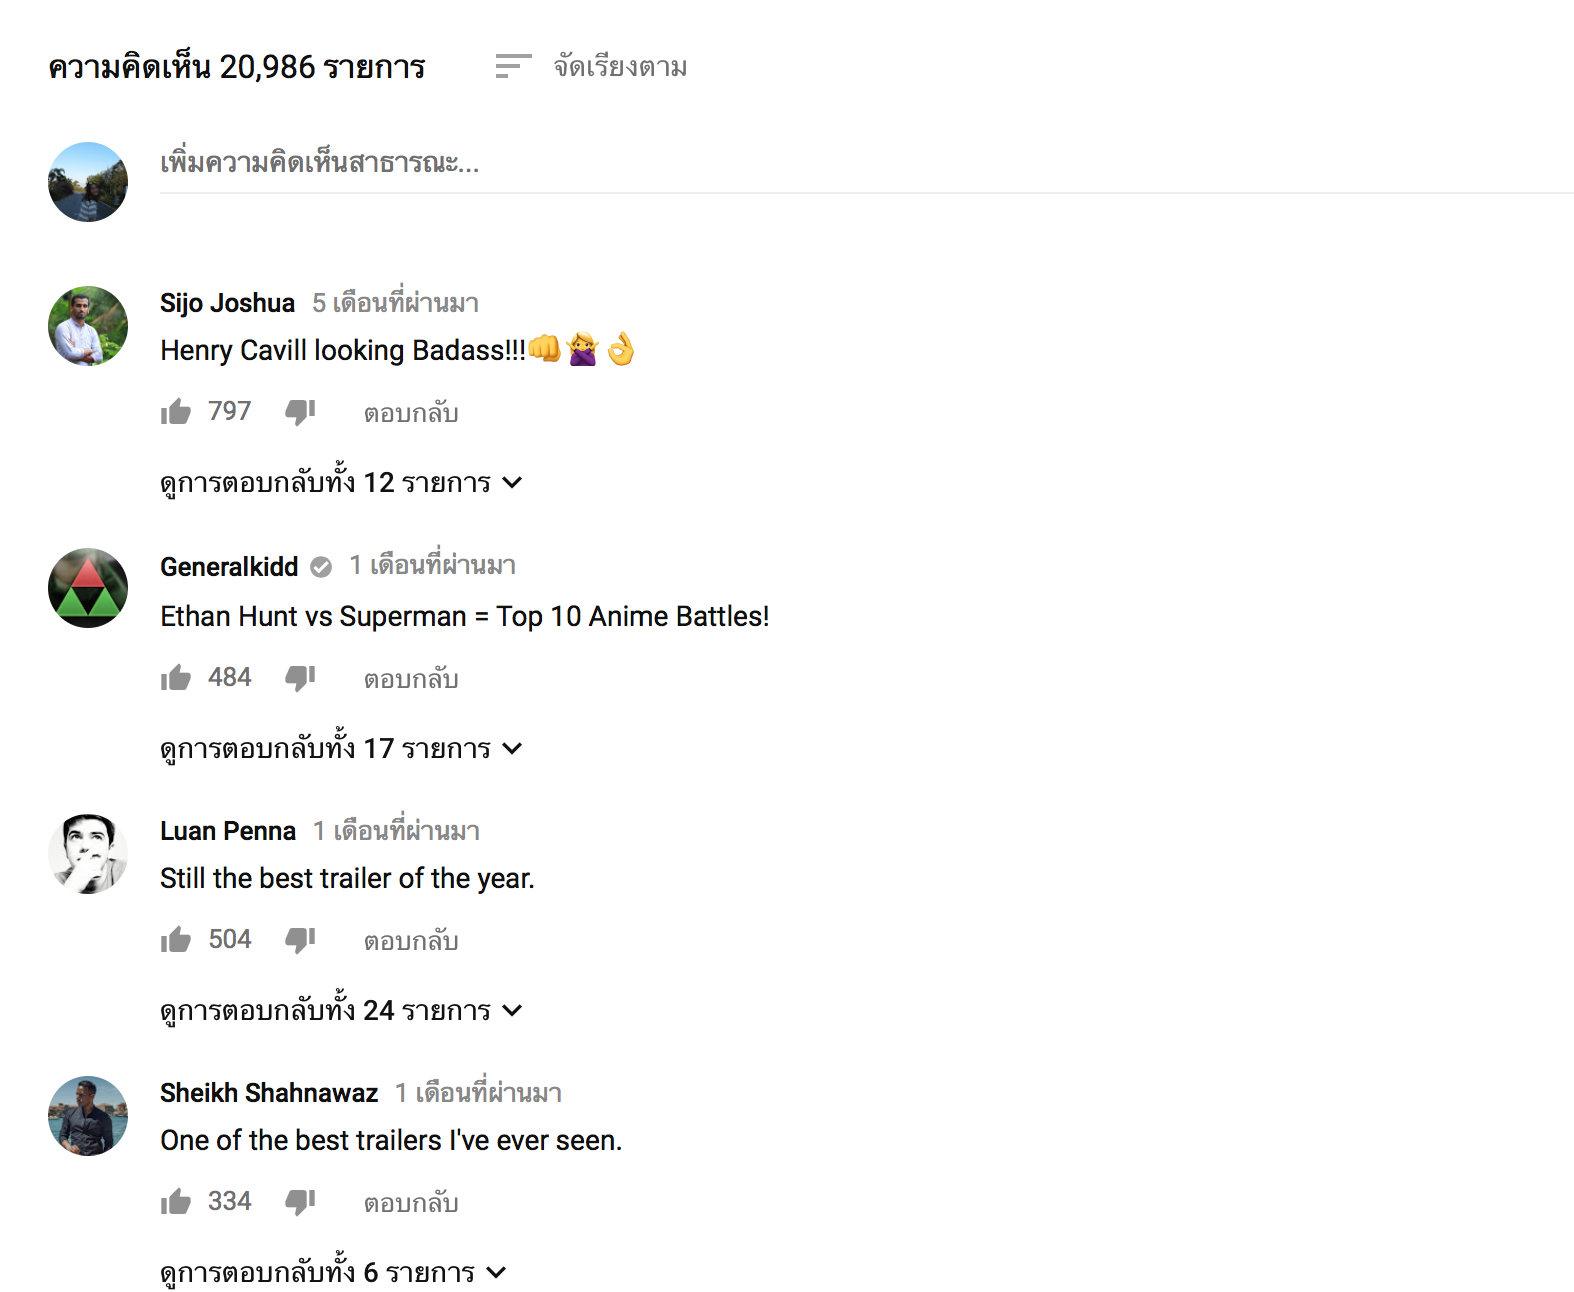 ความคิดเห็น 20,986 รายการ จัดเรียงตาม
เพิ่มความคิดเห็นสาธารณะ...
Sijo Joshua 5 เดือนที่ผ่านมา
Henry Cavill looking Badass!!!👊🙅👌
797 ตอบกลับ
ดูการตอบกลับทั้ง 12 รายการ
Generalkidd 1 เดือนที่ผ่านมา
Ethan Hunt vs Superman = Top 10 Anime Battles!
484 ตอบกลับ
ดูการตอบกลับทั้ง 17 รายการ
Luan Penna 1 เดือนที่ผ่านมา
Still the best trailer of the year.
504 ตอบกลับ
ดูการตอบกลับทั้ง 24 รายการ
Sheikh Shahnawaz 1 เดือนที่ผ่านมา
One of the best trailers I've ever seen.
334 ตอบกลับ
ดูการตอบกลับทั้ง 6 รายการ